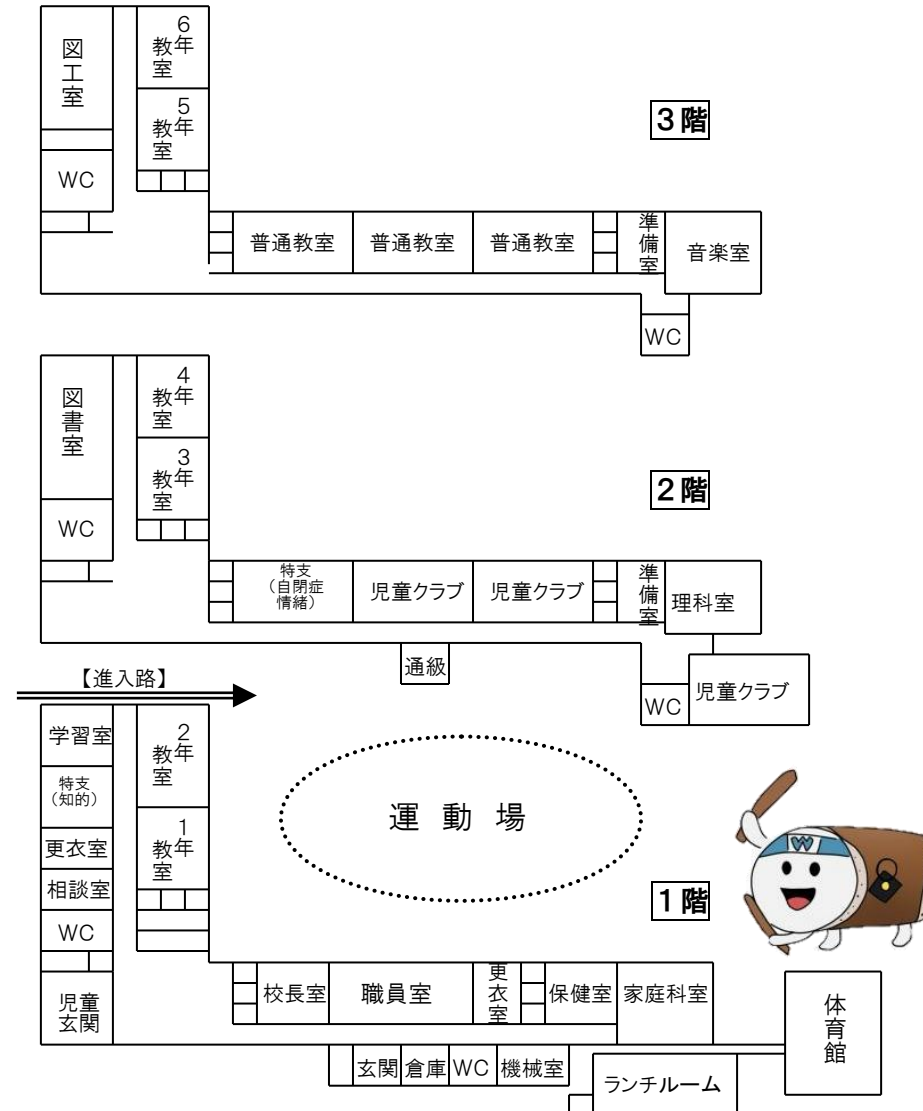 図工室
6年教室
5年教室
WC
3階
普通教室
普通教室
普通教室
準備室
音楽室
WC
図書室
4年教室
3年教室
WC
2階
特支
(自閉症
情緒)
児童クラブ
児童クラブ
準備室
理科室
通級
WC
児童クラブ
【進入路】
学習室
2年教室
特支
(知的)
更衣室
1年教室
相談室
WC
児童
玄関
運動場
1階
W
校長室
職員室
更衣室
保健室
家庭科室
体育館
玄関
倉庫
WC
機械室
ランチルーム